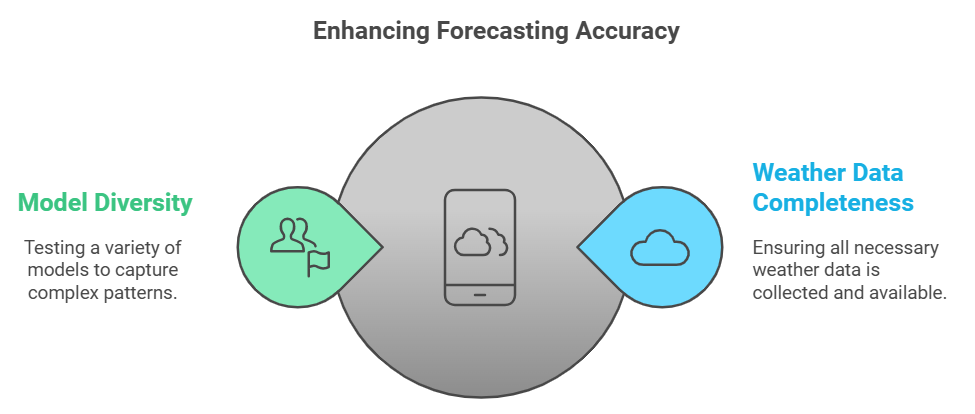 Enhancing Forecasting Accuracy
Model Diversity
Testing a variety of
models to capture
complex patterns.
Weather Data
Completeness
Ensuring all necessary
weather data is
collected and available.